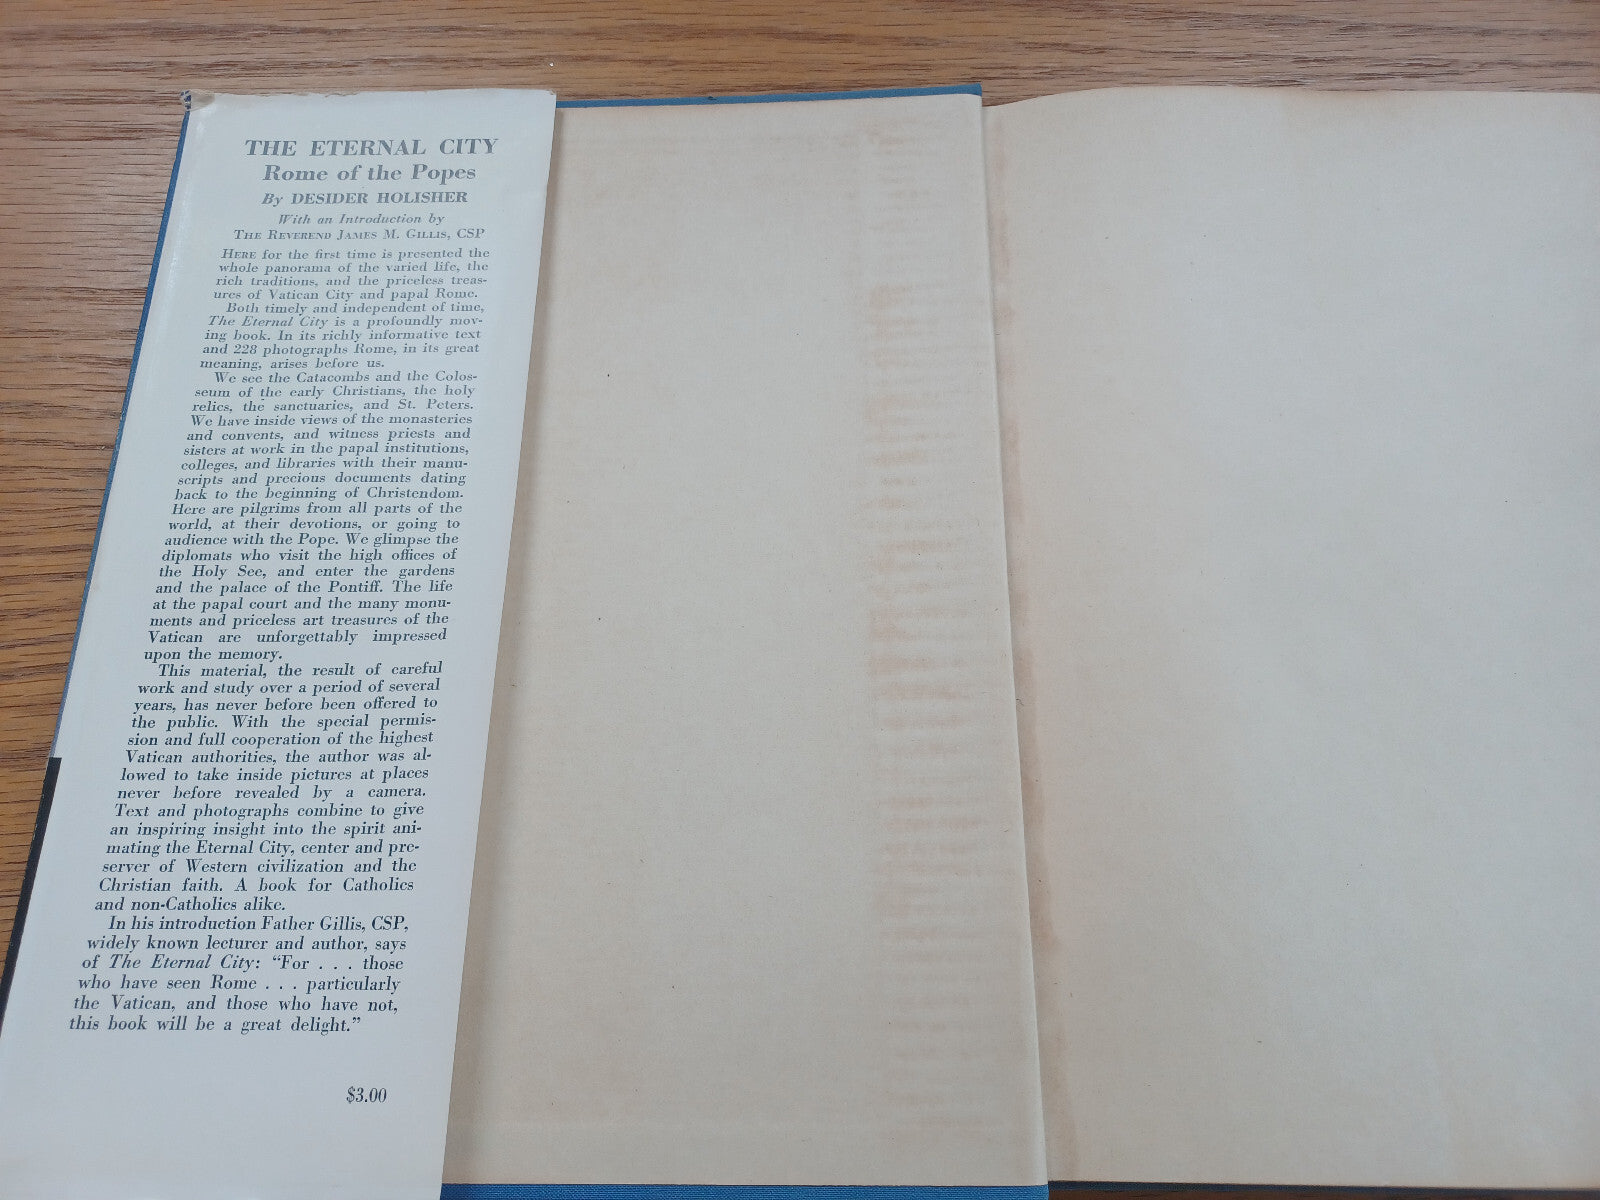 THE ETERNAL CITY
Rome of the Popes
By DESIDER HOLISHER
With an Introduction by
THE REVEREND JAMES M. GILLIS, CSP
HERE for the first time is presented the
whole panorama of the varied life, the
rich traditions, and the priceless treas-
ures of Vatican City and papal Rome.
Both timely and independent of time,
The Eternal City is a profoundly mov-
ing book. In its richly informative text
and 228 photographs Rome, in its great
meaning, arises before us.
We see the Catacombs and the Colos-
seum of the early Christians, the holy
relics, the sanctuaries, and St. Peters.
We have inside views of the monasteries
and convents, and witness priests and
sisters at work in the papal institutions,
colleges, and libraries with their manu-
scripts and precious documents dating
back to the beginning of Christendom.
Here are pilgrims from all parts of the
world, at their devotions, or going to
audience with the Pope. We glimpse the
diplomats who visit the high offices of
the Holy See, and enter the gardens
and the palace of the Pontiff. The life
at the papal court and the many monu-
ments and priceless art treasures of the
Vatican are unforgettably impressed
upon the memory.
This material, the result of careful
work and study over a period of several
years, has never before been offered to
the public. With the special permis-
sion and full cooperation of the highest
Vatican authorities, the author was al-
lowed to take inside pictures at places
never before revealed by a camera.
Text and photographs combine to give
an inspiring insight into the spirit ani-
mating the Eternal City, center and pre-
server of Western civilization and the
Christian faith. A book for Catholics
and non-Catholics alike.
In his introduction Father Gillis, CSP,
widely known lecturer and author, says
of The Eternal City: “For . . . those
who have seen Rome . . . particularly
the Vatican, and those who have not,
this book will be a great delight.”
$3.00